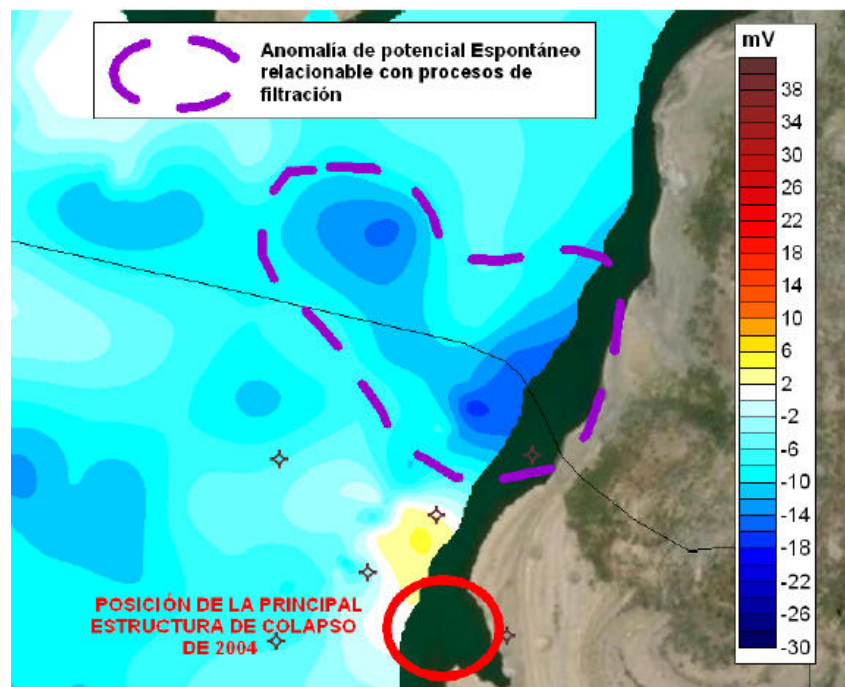 Anomalía de potencial Espontáneo
relacionable con procesos de
filtración
mV
38
34
30
26
22
18
14
10
6
2
-2
-6
-10
-14
-18
-22
-26
-30
POSICIÓN DE LA PRINCIPAL
ESTRUCTURA DE COLAPSO
DE 2004